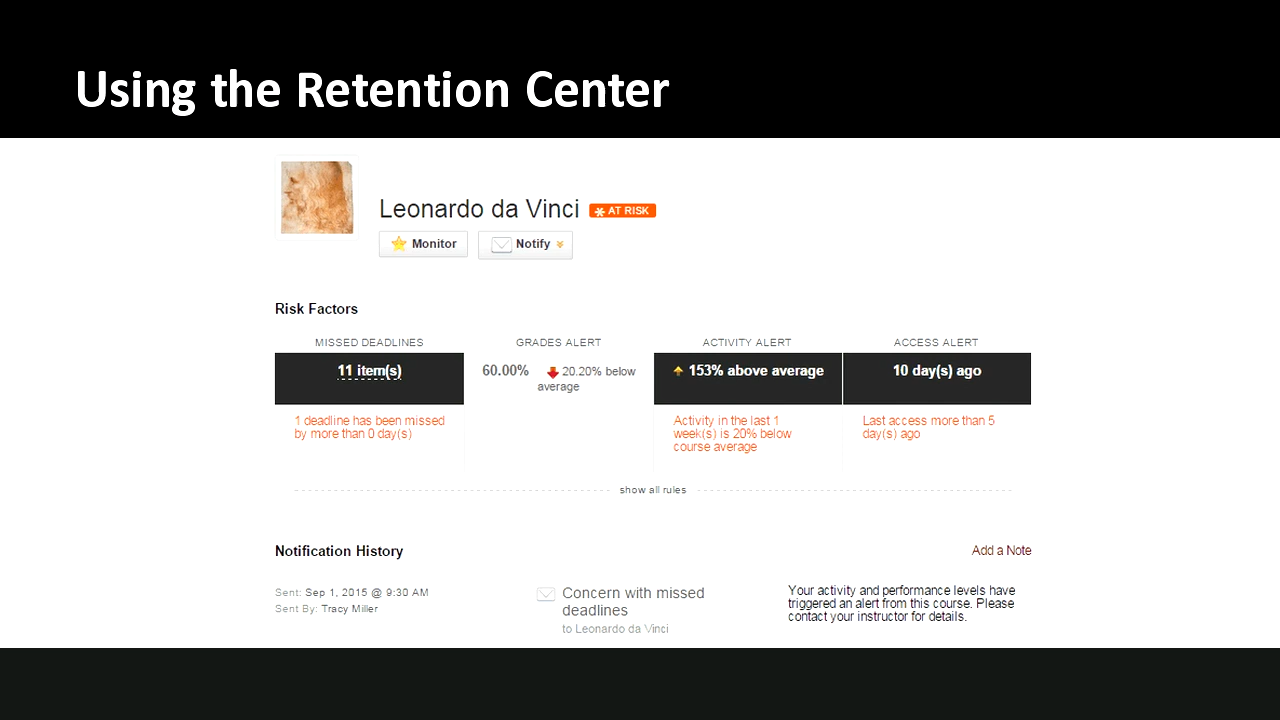 Using the Retention Center
Leonardo da Vinci AT RISK
Monitor Notify
Risk Factors
MISSED DEADLINES GRADES ALERT ACTIVITY ALERT ACCESS ALERT
11 item(s) 60.00% 20.20% below average 153% above average 10 day(s) ago
1 deadline has been missed
by more than 0 day(s)
Activity in the last 1
week(s) is 20% below
course average
Last access more than 5
day(s) ago
show all rules
Notification History Add a Note
Sent: Sep 1, 2015 @ 9:30 AM
Sent By: Tracy Miller
Concern with missed
deadlines
to Leonardo da Vinci
Your activity and performance levels have
triggered an alert from this course. Please
contact your instructor for details.